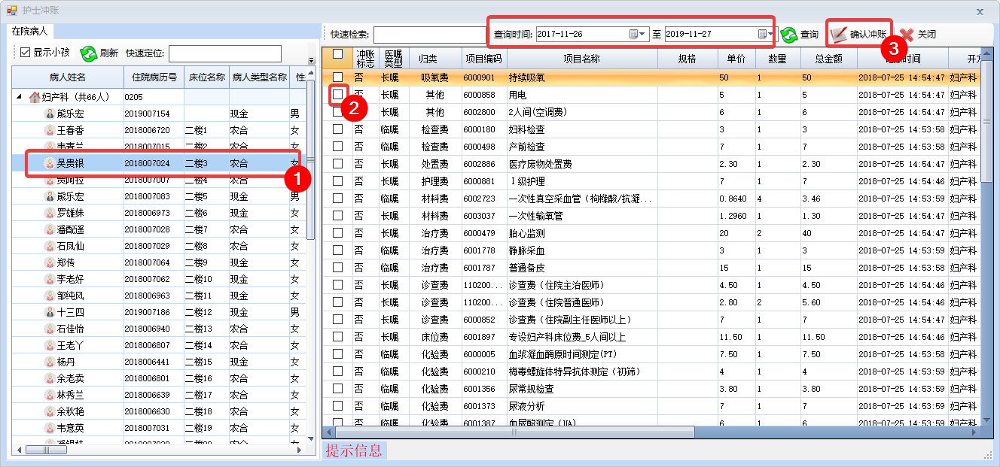 护士冲账
在院病人
显示小孩 刷新 快速定位:
病人姓名 住院病历号 床位名称 病人类型名称 性
妇产科 (共66人) 0205
熊乐宏 2019007154 现金 男
王春香 2018006720 二楼1 农合 女
韦青兰 2018007015 二楼2 农合 女
吴贵银 2018007024 二楼3 农合 女
1
贾阿拉 2018007007 二楼4 农合 女
熊乐宏 2018007083 二楼5 现金 男
罗雄妹 2018006973 二楼6 现金 女
潘配遥 2018007028 二楼7 农合 女
石凤仙 2018007029 二楼8 农合 女
郑传 2018007064 二楼9 现金 女
李老好 2018007062 二楼10 现金 女
邹纯风 2018006963 二楼11 现金 女
十三四 2019007186 二楼12 现金 男
石佳怡 2018006940 二楼13 农合 女
王老丫 2018006807 二楼14 农合 女
杨丹 2018006441 二楼15 现金 女
余老卖 2018006801 二楼16 农合 女
林秀兰 2018006639 二楼17 农合 女
余秋艳 2018006630 二楼18 农合 女
韦意英 2018007031 二楼19 农合 女
快速检索: 查询时间: 2017-11-26 至 2019-11-27 查询 确认冲账 关闭
3
冲账标志 医嘱类型 归类 项目编码 项目名称 规格 单价 数量 总金额 时间 开方
否 长嘱 吸氧费 6000901 持续吸氧 50 1 50 2018-07-25 14:54:47 妇产科
否 长嘱 其他 6000858 用电 5 1 5 2018-07-25 14:54:47 妇产科
2
长嘱 其他 6002800 2人间(空调费) 6 1 6 2018-07-25 14:54:47 妇产科
否 临嘱 检查费 6000180 妇科检查 3 1 3 2018-07-25 14:53:58 妇产科
否 临嘱 检查费 6000498 产前检查 7 1 7 2018-07-25 14:53:58 妇产科
否 长嘱 处置费 6002886 医疗废物处置费 2.30 1 2.30 2018-07-25 14:54:47 妇产科
否 长嘱 护理费 6000881 Ⅰ级护理 7 1 7 2018-07-25 14:54:46 妇产科
否 临嘱 材料费 6002723 一次性真空采血管（枸橼酸/抗凝... 0.8640 4 3.46 2018-07-25 14:53:59 妇产科
否 长嘱 材料费 6003037 一次性输氧管 1.2960 1 1.30 2018-07-25 14:54:47 妇产科
否 长嘱 治疗费 6000479 胎心监测 20 2 40 2018-07-25 14:54:47 妇产科
否 临嘱 治疗费 6001778 静脉采血 3 1 3 2018-07-25 14:53:59 妇产科
否 临嘱 治疗费 6001787 普通备皮 15 1 15 2018-07-25 14:53:58 妇产科
否 长嘱 诊查费 110200... 诊查费（住院主治医师） 4.50 1 4.50 2018-07-25 14:54:46 妇产科
否 长嘱 诊查费 110200... 诊查费（住院普通医师） 2.80 2 5.60 2018-07-25 14:54:46 妇产科
否 长嘱 诊查费 6000852 诊查费（住院副主任医师以上） 7 1 7 2018-07-25 14:54:47 妇产科
否 长嘱 床位费 6001897 专设妇产科床位费_5人间以上 11.50 1 11.50 2018-07-25 14:54:46 妇产科
否 临嘱 化验费 6000005 血浆凝血酶原时间测定(PT) 7.50 1 7.50 2018-07-25 14:53:58 妇产科
否 临嘱 化验费 6000210 梅毒螺旋体特异抗体测定（初筛） 4 1 4 2018-07-25 14:53:59 妇产科
否 临嘱 化验费 6001356 尿常规检查 3.80 1 3.80 2018-07-25 14:53:59 妇产科
否 临嘱 化验费 6001373 尿液分析 7 1 7 2018-07-25 14:53:59 妇产科
否 临嘱 化验费 6001387 血尿酸测定（UA） 6 1 6 2018-07-25 14:53:59 妇产科
提示信息